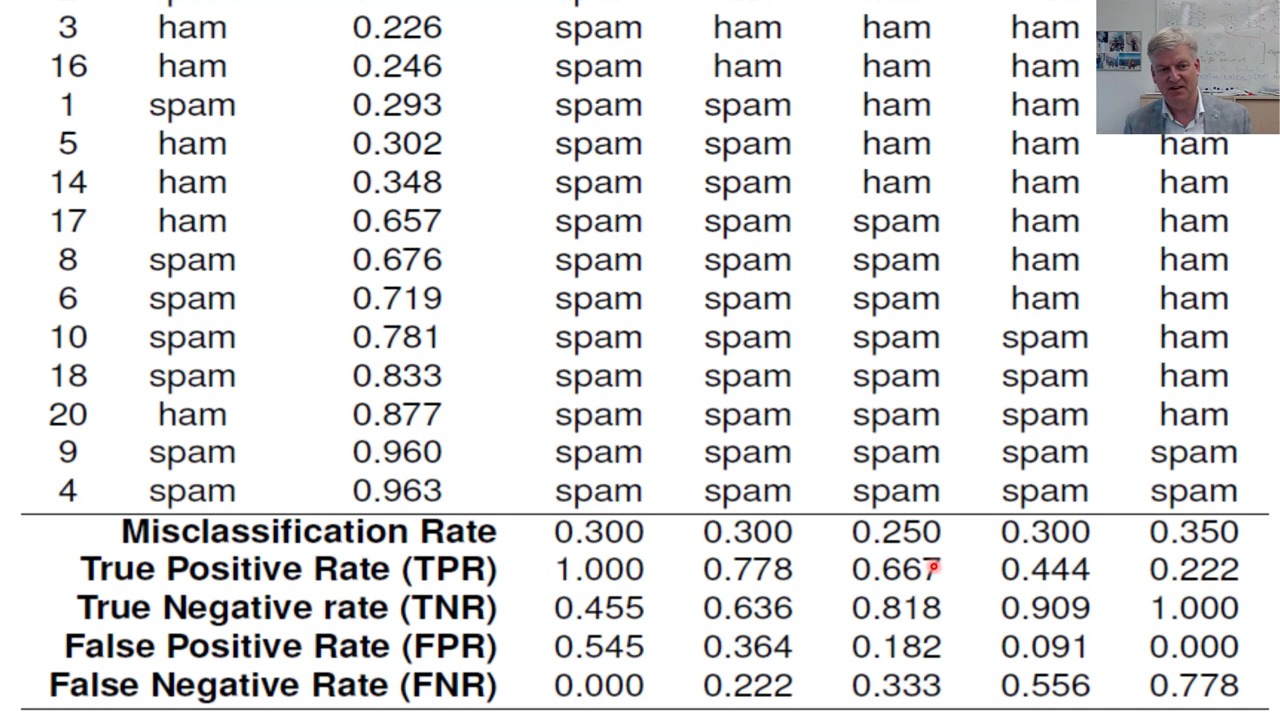 3 ham 0.226 spam ham ham ham
16 ham 0.246 spam ham ham ham
1 spam 0.293 spam spam ham ham
5 ham 0.302 spam spam ham ham ham
14 ham 0.348 spam spam ham ham ham
17 ham 0.657 spam spam spam ham ham
8 spam 0.676 spam spam spam ham ham
6 spam 0.719 spam spam spam ham ham
10 spam 0.781 spam spam spam spam ham
18 spam 0.833 spam spam spam spam ham
20 ham 0.877 spam spam spam spam ham
9 spam 0.960 spam spam spam spam spam
4 spam 0.963 spam spam spam spam spam
Misclassification Rate 0.300 0.300 0.250 0.300 0.350
True Positive Rate (TPR) 1.000 0.778 0.667 0.444 0.222
True Negative rate (TNR) 0.455 0.636 0.818 0.909 1.000
False Positive Rate (FPR) 0.545 0.364 0.182 0.091 0.000
False Negative Rate (FNR) 0.000 0.222 0.333 0.556 0.778